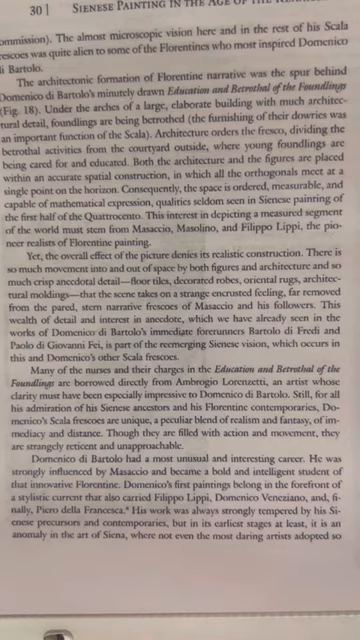 30 | SIENESE PAINTING IN THE AGE OF THE
ommission). The almost microscopic vision here and in the rest of his Scala
rescoes was quite alien to some of the Florentines who most inspired Domenico
di Bartolo.
The architectonic formation of Florentine narrative was the spur behind
Domenico di Bartolo's minutely drawn Education and Betrothal of the Foundlings
(Fig. 18). Under the arches of a large, elaborate building with much architec-
tural detail, foundlings are being betrothed (the furnishing of their dowries was
an important function of the Scala). Architecture orders the fresco, dividing the
betrothal activities from the courtyard outside, where young foundlings are
being cared for and educated. Both the architecture and the figures are placed
within an accurate spatial construction, in which all the orthogonals meet at a
single point on the horizon. Consequently, the space is ordered, measurable, and
capable of mathematical expression, qualities seldom seen in Sienese painting of
the first half of the Quattrocento. This interest in depicting a measured segment
of the world must stem from Masaccio, Masolino, and Filippo Lippi, the pio-
neer realists of Florentine painting.
Yet, the overall effect of the picture denies its realistic construction. There is
so much movement into and out of space by both figures and architecture and so
much crisp anecdotal detail—floor tiles, decorated robes, oriental rugs, architec-
tural moldings—that the scene takes on a strange encrusted feeling, far removed
from the pared, stern narrative frescoes of Masaccio and his followers. This
wealth of detail and interest in anecdote, which we have already seen in the
works of Domenico di Bartolo's immediate forerunners Bartolo di Fredi and
Paolo di Giovanni Fei, is part of the reemerging Sienese vision, which occurs in
this and Domenico's other Scala frescoes.
Many of the nurses and their charges in the Education and Betrothal of the
Foundlings are borrowed directly from Ambrogio Lorenzetti, an artist whose
clarity must have been especially impressive to Domenico di Bartolo. Still, for all
his admiration of his Sienese ancestors and his Florentine contemporaries, Do-
menico's Scala frescoes are unique, a peculiar blend of realism and fantasy, of im-
mediacy and distance. Though they are filled with action and movement, they
are strangely reticent and unapproachable.
Domenico di Bartolo had a most unusual and interesting career. He was
strongly influenced by Masaccio and became a bold and intelligent student of
that innovative Florentine. Domenico's first paintings belong in the forefront of
a stylistic current that also carried Filippo Lippi, Domenico Veneziano, and, fi-
nally, Piero della Francesca. His work was always strongly tempered by his Si-
enese precursors and contemporaries, but in its earliest stages at least, it is an
anomaly in the art of Siena, where not even the most daring artists adopted so